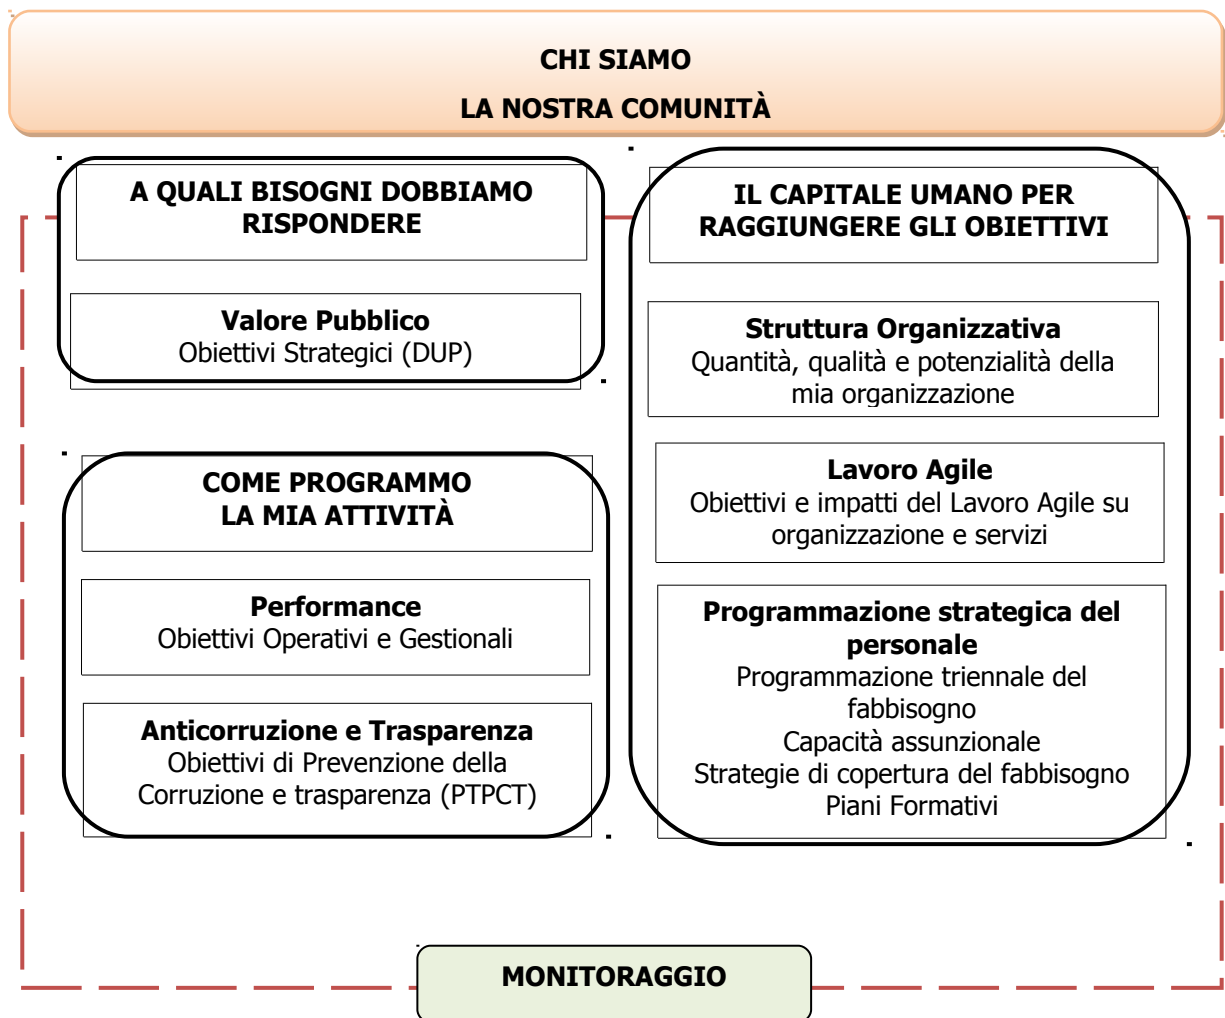 CHI SIAMO
LA NOSTRA COMUNITÀ
A QUALI BISOGNI DOBBIAMO
RISPONDERE
Valore Pubblico
Obiettivi Strategici (DUP)
COME PROGRAMMO
LA MIA ATTIVITÀ
Performance
Obiettivi Operativi e Gestionali
Anticorruzione e Trasparenza
Obiettivi di Prevenzione della
Corruzione e trasparenza (PTPCT)
IL CAPITALE UMANO PER
RAGGIUNGERE GLI OBIETTIVI
Struttura Organizzativa
Quantità, qualità e potenzialità della
mia organizzazione
Lavoro Agile
Obiettivi e impatti del Lavoro Agile su
organizzazione e servizi
Programmazione strategica del
personale
Programmazione triennale del
fabbisogno
Capacità assunzionale
Strategie di copertura del fabbisogno
Piani Formativi
MONITORAGGIO